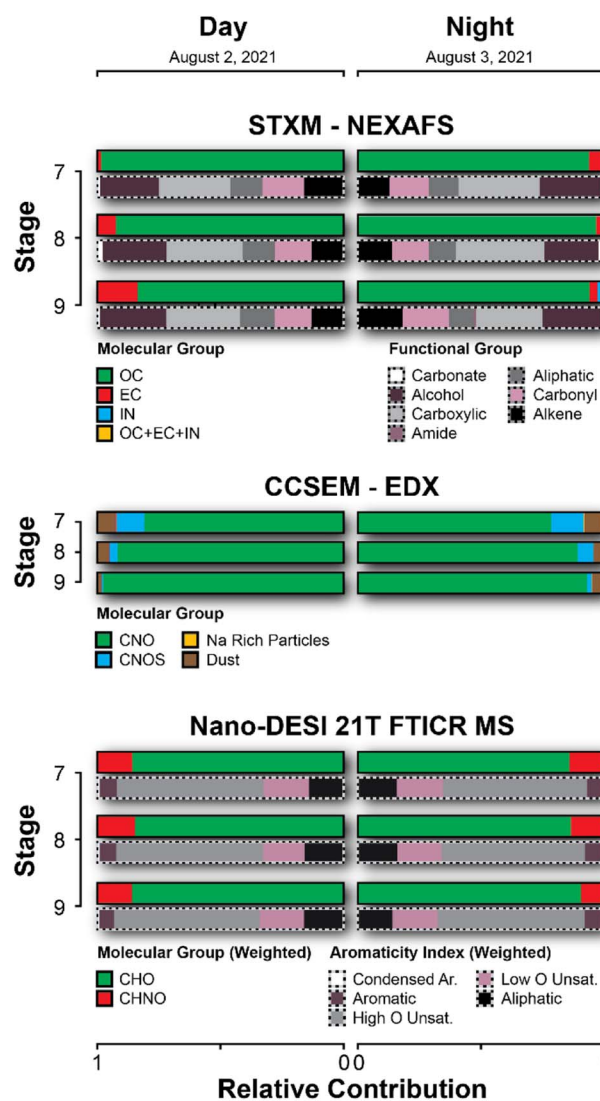 Day Night
August 2, 2021 August 3, 2021
STXM - NEXAFS
Stage
7
8
9
Molecular Group Functional Group
OC Carbonate Aliphatic
EC Alcohol Carbonyl
IN Carboxylic Alkene
OC+EC+IN Amide
CCSEM - EDX
Stage
7
8
9
Molecular Group
CNO Na Rich Particles
CNOS Dust
Nano-DESI 21T FTICR MS
Stage
7
8
9
Molecular Group (Weighted) Aromaticity Index (Weighted)
CHO Condensed Ar. Low O Unsat.
CHNO Aromatic Aliphatic
High O Unsat.
1 0 0
Relative Contribution